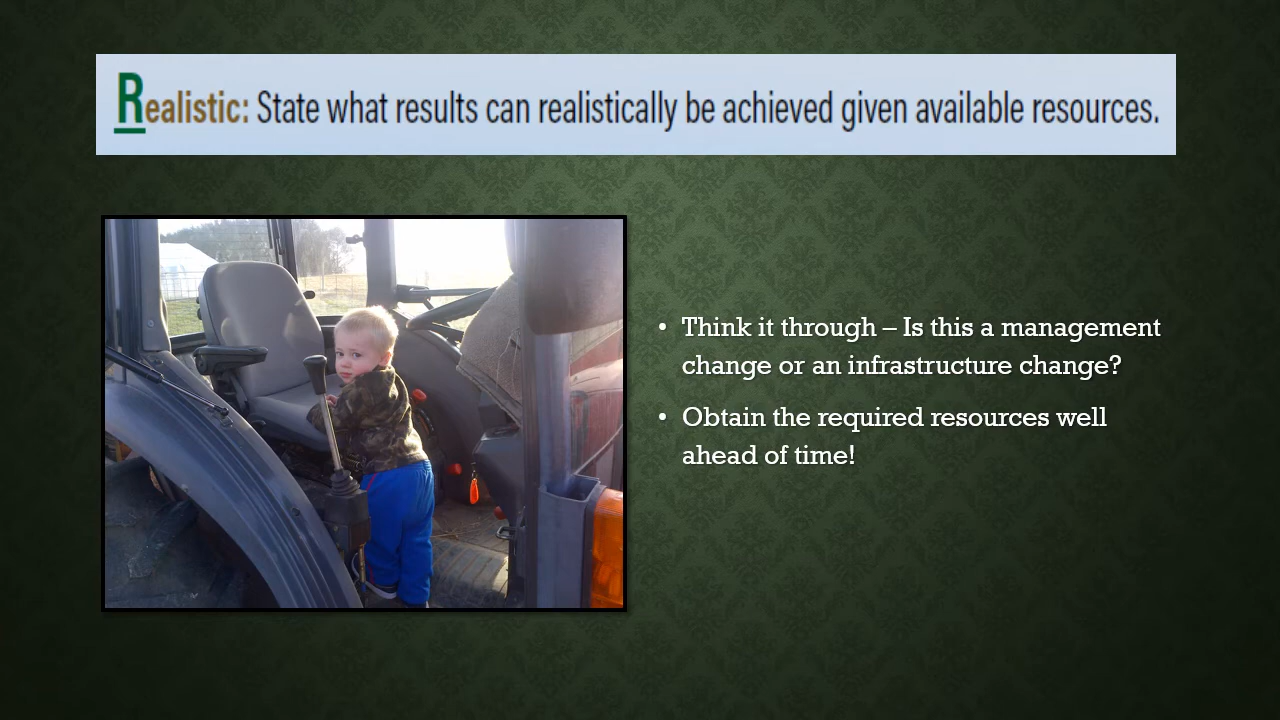 Realistic: State what results can realistically be achieved given available resources.
• Think it through – Is this a management
change or an infrastructure change?
• Obtain the required resources well
ahead of time!